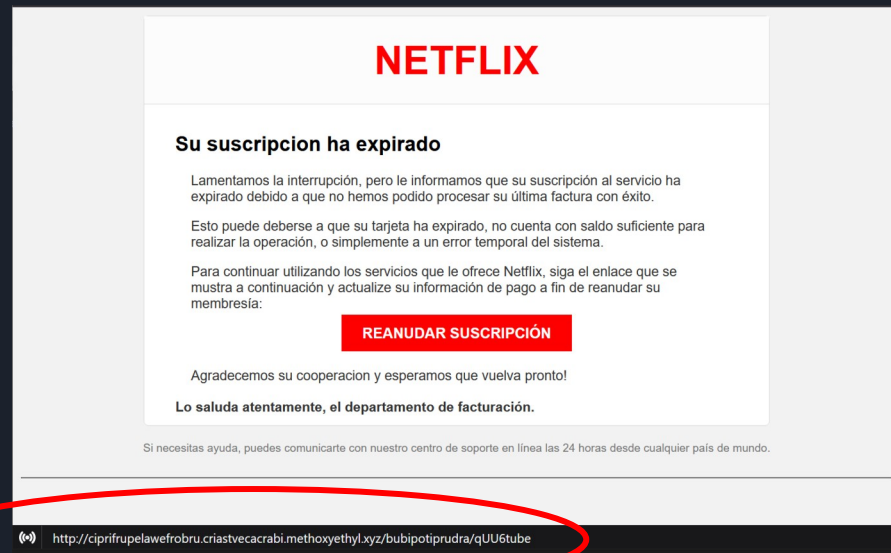 NETFLIX
Su suscripcion ha expirado
Lamentamos la interrupción, pero le informamos que su suscripción al servicio ha
expirado debido a que no hemos podido procesar su última factura con éxito.
Esto puede deberse a que su tarjeta ha expirado, no cuenta con saldo suficiente para
realizar la operación, o simplemente a un error temporal del sistema.
Para continuar utilizando los servicios que le ofrece Netflix, siga el enlace que se
mustra a continuación y actualize su información de pago a fin de reanudar su
membresía:
REANUDAR SUSCRIPCIÓN
Agradecemos su cooperacion y esperamos que vuelva pronto!
Lo saluda atentamente, el departamento de facturación.
Si necesitas ayuda, puedes comunicarte con nuestro centro de soporte en línea las 24 horas desde cualquier país de mundo.
http://ciprifrupelawefrobru.criastvecacrabi.methoxyethyl.xyz/bubipotiprudra/qUU6tube